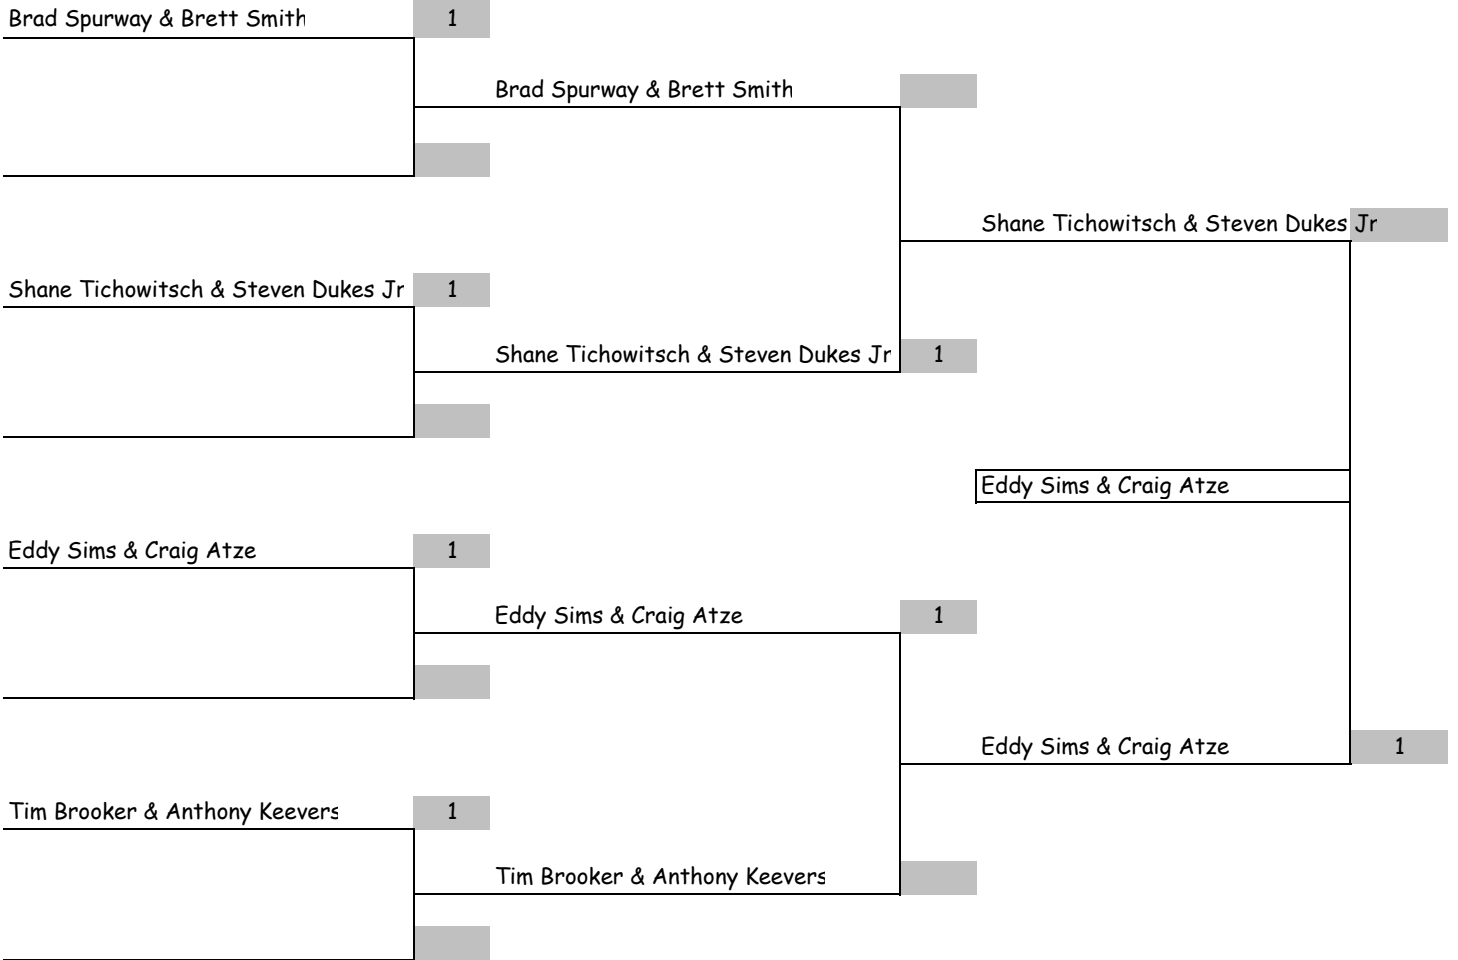 Brad Spurway & Brett Smith 1
Brad Spurway & Brett Smith
Shane Tichowitsch & Steven Dukes Jr
Shane Tichowitsch & Steven Dukes Jr 1
Shane Tichowitsch & Steven Dukes Jr 1
Eddy Sims & Craig Atze
Eddy Sims & Craig Atze 1
Eddy Sims & Craig Atze 1
Eddy Sims & Craig Atze 1
Tim Brooker & Anthony Keevers 1
Tim Brooker & Anthony Keevers